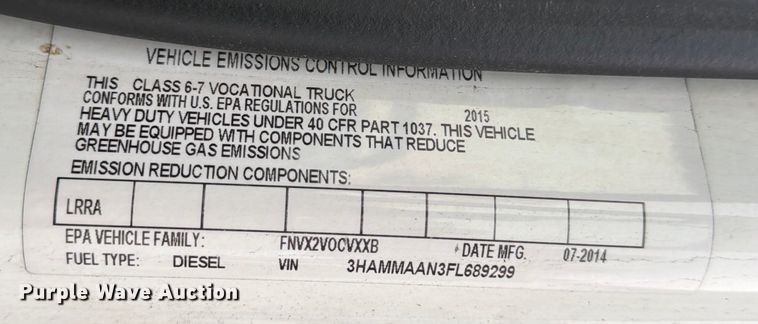 VEHICLE EMISSIONS CONTROL INFORMATION
THIS CLASS 6-7 VOCATIONAL TRUCK
CONFORMS WITH U.S. EPA REGULATIONS FOR 2015
HEAVY DUTY VEHICLES UNDER 40 CFR PART 1037. THIS VEHICLE
MAY BE EQUIPPED WITH COMPONENTS THAT REDUCE
GREENHOUSE GAS EMISSIONS
EMISSION REDUCTION COMPONENTS:
LRRA
EPA VEHICLE FAMILY: FNVX2VOCVXXB DATE MFG. 07-2014
FUEL TYPE: DIESEL VIN 3HAMMAAN3FL689299
Purple Wave Auction